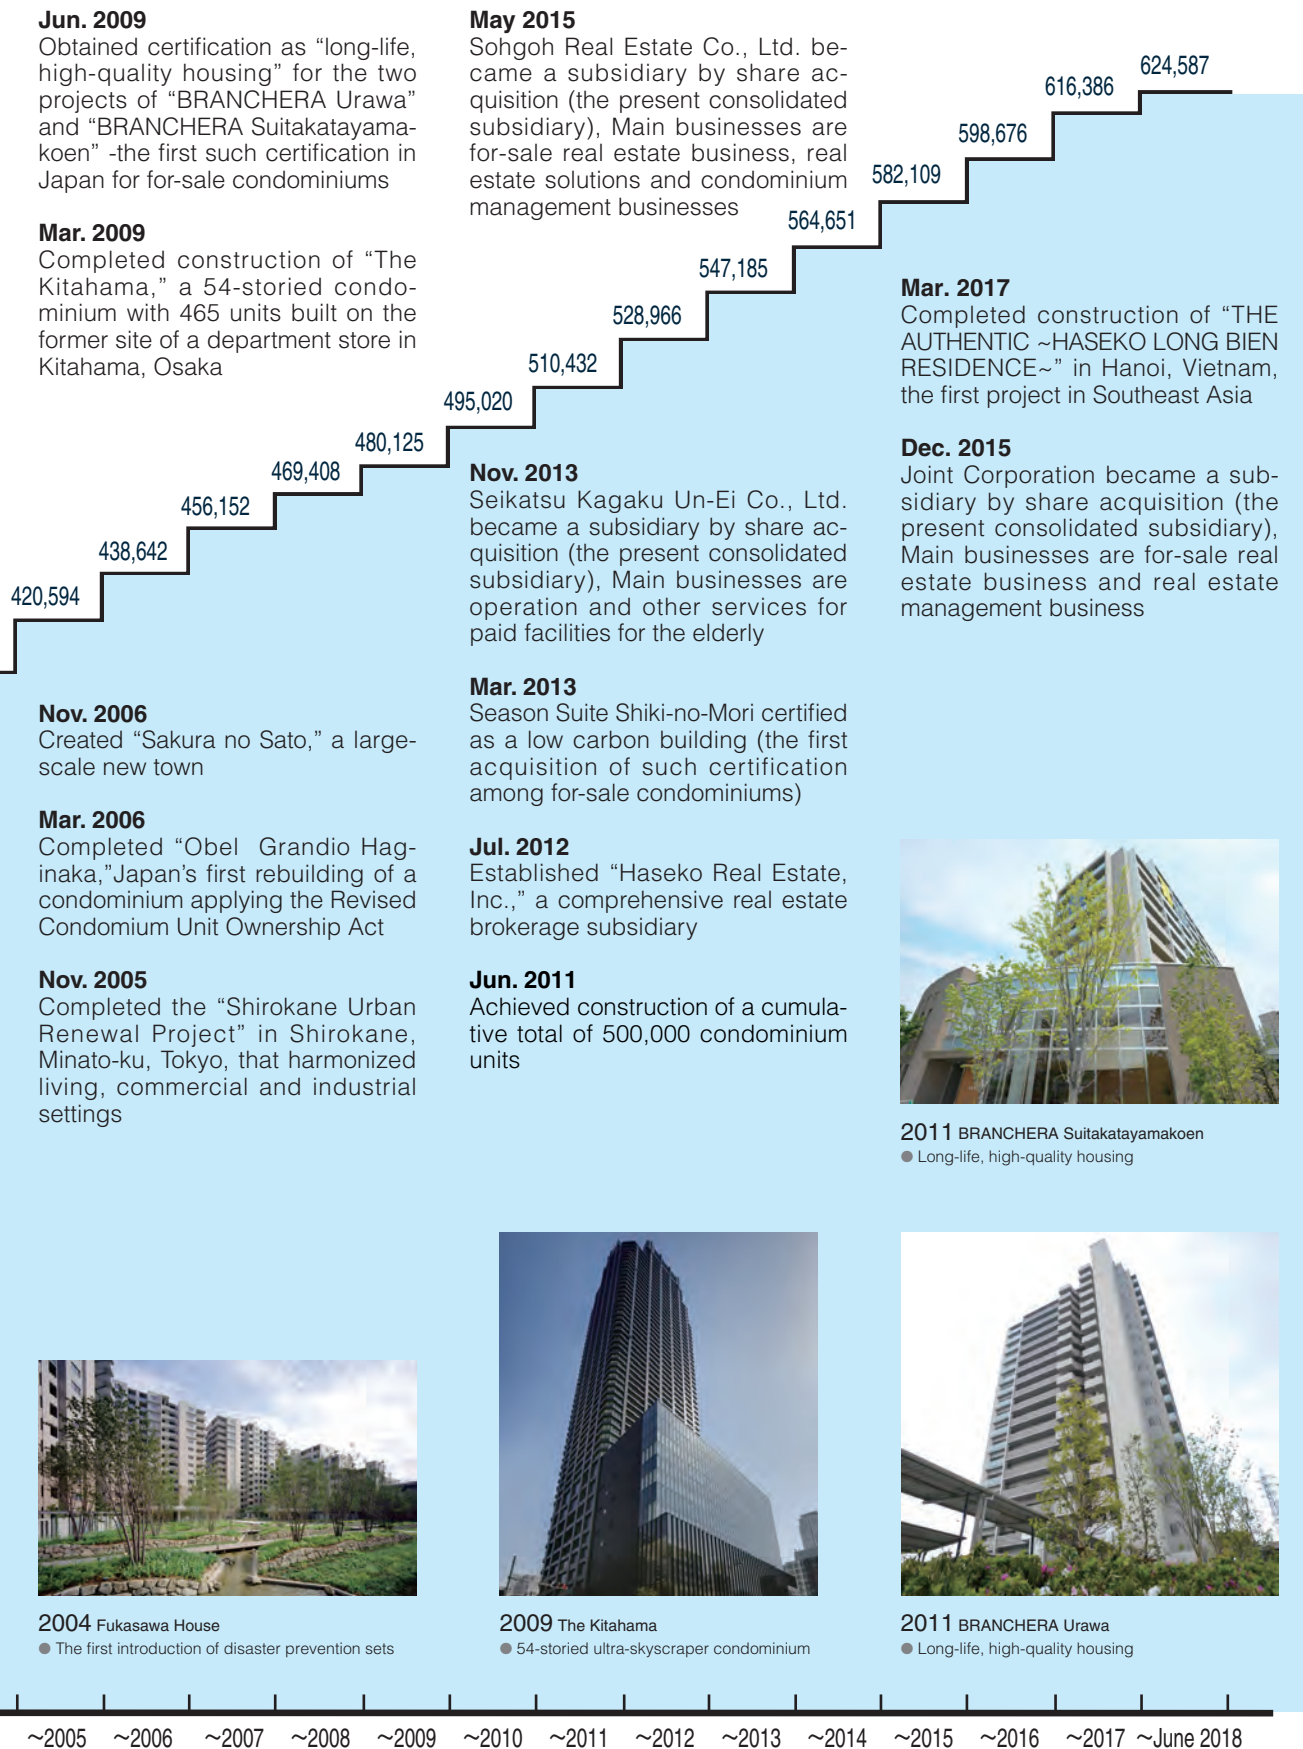 Jun. 2009
Obtained certification as “long-life,
high-quality housing” for the two
projects of “BRANCHERA Urawa”
and “BRANCHERA Suitakatayama-
koen” -the first such certification in
Japan for for-sale condominiums
Mar. 2009
Completed construction of “The
Kitahama,” a 54-storied condo-
minium with 465 units built on the
former site of a department store in
Kitahama, Osaka
May 2015
Sohgoh Real Estate Co., Ltd. be-
came a subsidiary by share ac-
quisition (the present consolidated
subsidiary), Main businesses are
for-sale real estate business, real
estate solutions and condominium
management businesses
420,594
438,642
456,152
469,408
480,125
495,020
510,432
528,966
547,185
564,651
582,109
598,676
616,386
624,587
Nov. 2006
Created “Sakura no Sato,” a large-
scale new town
Mar. 2006
Completed “Obel Grandio Hag-
inaka,”Japan’s first rebuilding of a
condominium applying the Revised
Condomium Unit Ownership Act
Nov. 2005
Completed the “Shirokane Urban
Renewal Project” in Shirokane,
Minato-ku, Tokyo, that harmonized
living, commercial and industrial
settings
Nov. 2013
Seikatsu Kagaku Un-Ei Co., Ltd.
became a subsidiary by share ac-
quisition (the present consolidated
subsidiary), Main businesses are
operation and other services for
paid facilities for the elderly
Mar. 2013
Season Suite Shiki-no-Mori certified
as a low carbon building (the first
acquisition of such certification
among for-sale condominiums)
Jul. 2012
Established “Haseko Real Estate,
Inc.,” a comprehensive real estate
brokerage subsidiary
Jun. 2011
Achieved construction of a cumula-
tive total of 500,000 condominium
units
Mar. 2017
Completed construction of “THE
AUTHENTIC ~HASEKO LONG BIEN
RESIDENCE~” in Hanoi, Vietnam,
the first project in Southeast Asia
Dec. 2015
Joint Corporation became a sub-
sidiary by share acquisition (the
present consolidated subsidiary),
Main businesses are for-sale real
estate business and real estate
management business
2011 BRANCHERA Suitakatayamakoen
● Long-life, high-quality housing
2004 Fukasawa House
● The first introduction of disaster prevention sets
2009 The Kitahama
● 54-storied ultra-skyscraper condominium
2011 BRANCHERA Urawa
● Long-life, high-quality housing
~2005 ~2006 ~2007 ~2008 ~2009 ~2010 ~2011 ~2012 ~2013 ~2014 ~2015 ~2016 ~2017 ~June 2018